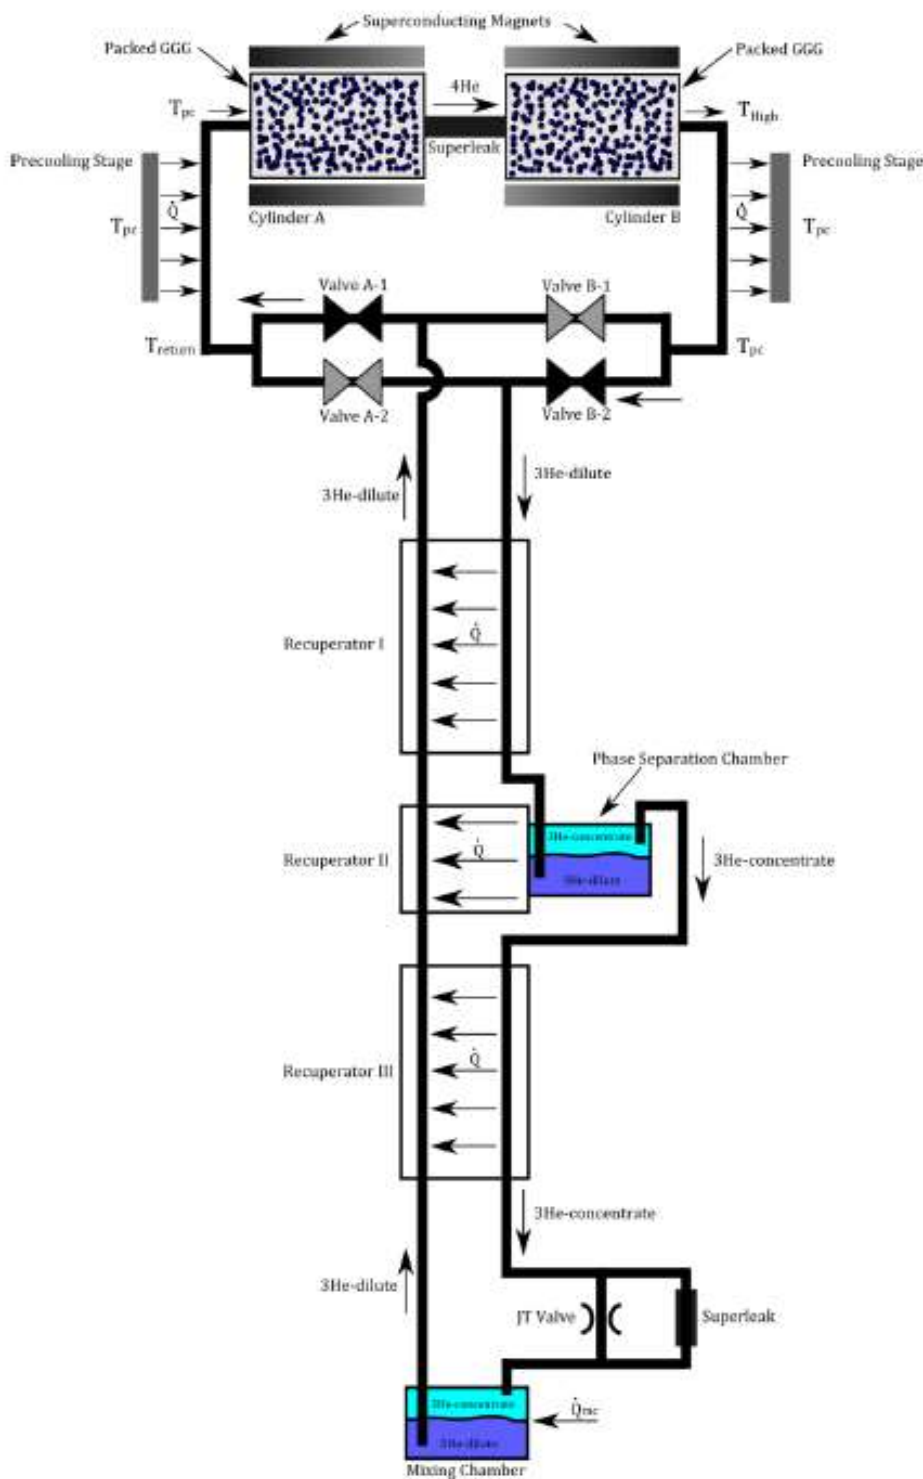 Superconducting Magnets
Packed GGG
Packed GGG
4He
Tpc
THigh
Superleak
Precooling Stage
Precooling Stage
Q̇
Q̇
Tpc
Tpc
Cylinder A
Cylinder B
Valve A-1
Valve B-1
Treturn
Tpc
Valve A-2
Valve B-2
3He-dilute
3He-dilute
Recuperator I
Q̇
Phase Separation Chamber
3He-concentrate
Recuperator II
Q̇
3He-concentrate
3He-dilute
Recuperator III
Q̇
3He-concentrate
3He-dilute
JT Valve
Superleak
3He-concentrate
Q̇mc
3He-dilute
Mixing Chamber